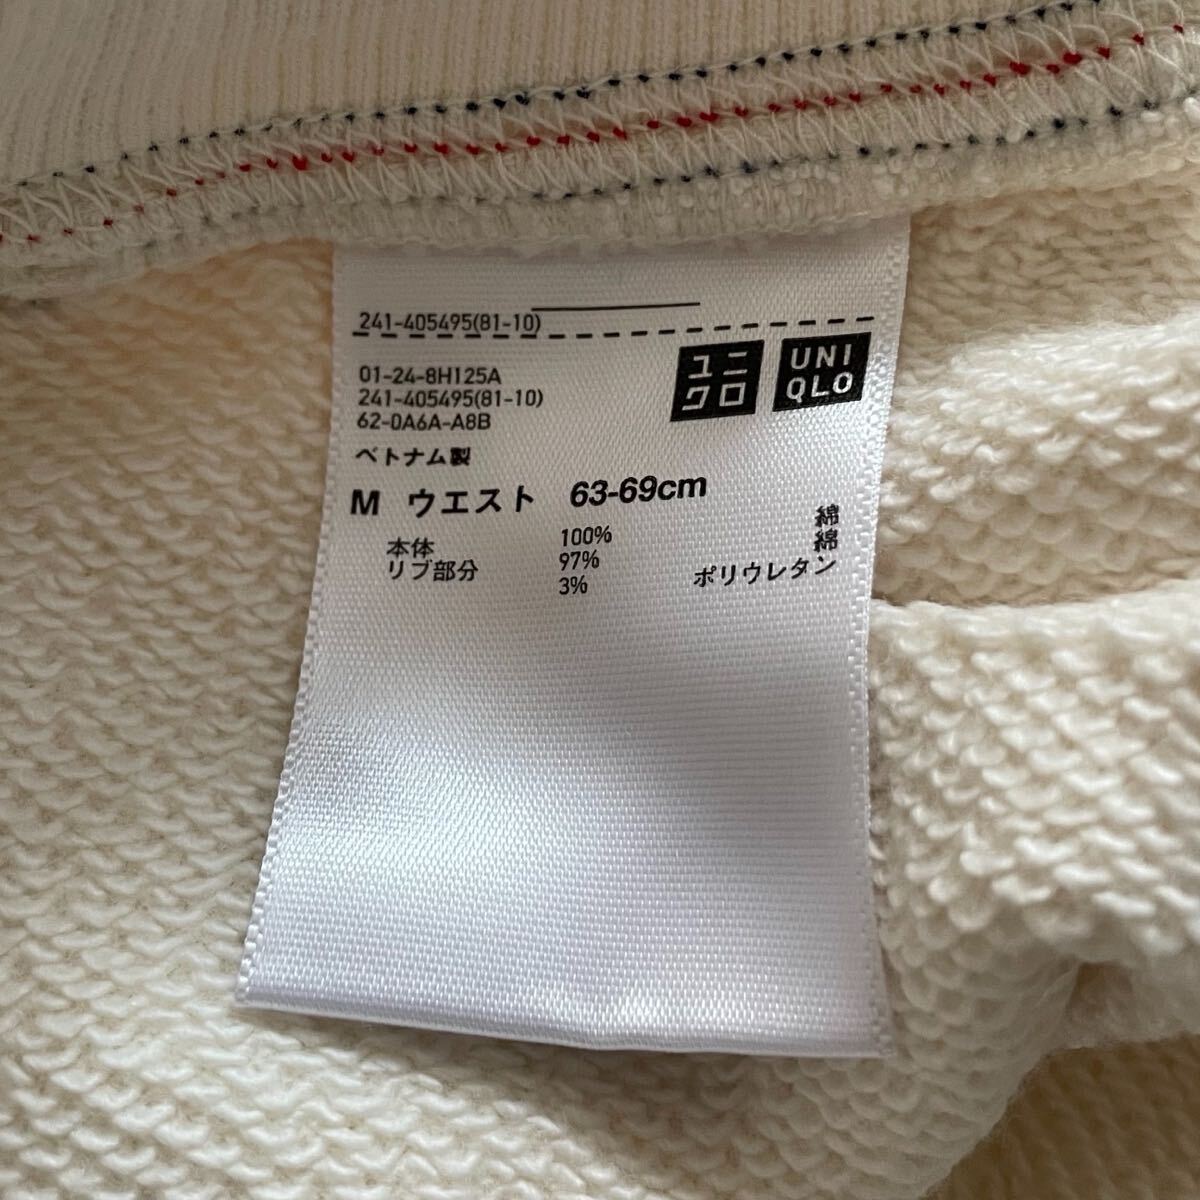 241-405495(81-10)
ユニ
クロ
UNI
QLO
01-24-8H125A
241-405495(81-10)
62-0A6A-A8B
ベトナム製
M ウエスト 63-69cm
本体 100% 綿
リブ部分 97% 綿
3% ポリウレタン